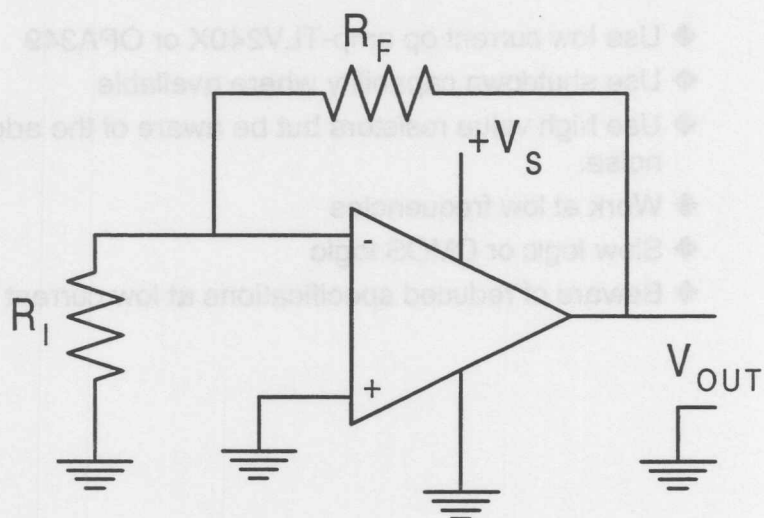 Use low current op amp-TLV240X or OPA349
R_F
Use shutdown capability where available
Use high value resistors but be aware of the
noise.
+V_S
Work at low frequencies
-
Slow logic or CMOS logic
Beware of reduced specifications at low current
R_I
V_OUT
+